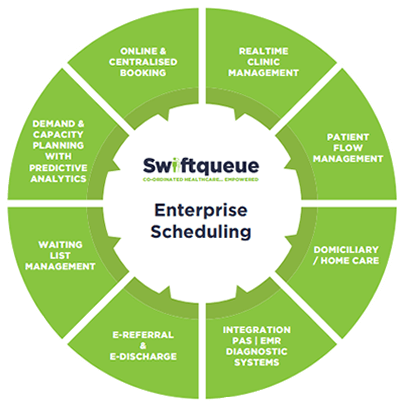 ONLINE &
CENTRALISED
BOOKING
REALTIME
CLINIC
MANAGEMENT
PATIENT
FLOW
MANAGEMENT
DOMICILIARY
/ HOME CARE
INTEGRATION
PAS | EMR
DIAGNOSTIC
SYSTEMS
E-REFERRAL
&
E-DISCHARGE
WAITING
LIST
MANAGEMENT
DEMAND &
CAPACITY
PLANNING
WITH
PREDICTIVE
ANALYTICS
Swiftqueue
CO-ORDINATED HEALTHCARE... EMPOWERED
Enterprise
Scheduling